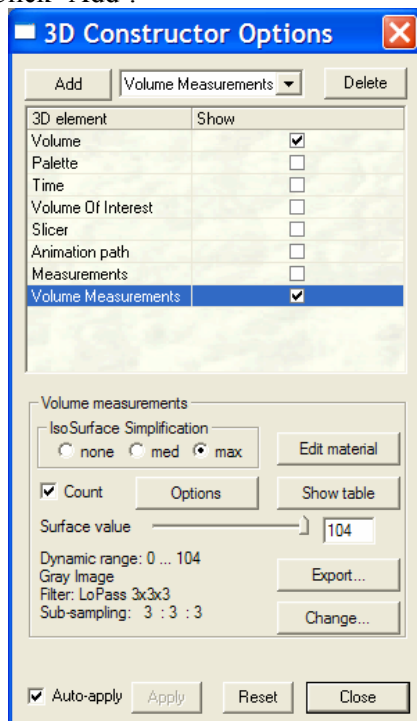 click "Add".
3D Constructor Options
Add Volume Measurements Delete
3D element Show
Volume
Palette
Time
Volume Of Interest
Slicer
Animation path
Measurements
Volume Measurements
Volume measurements
IsoSurface Simplification
none med max Edit material
Count Options Show table
Surface value 104
Dynamic range: 0 ... 104
Gray Image Export...
Filter: LoPass 3x3x3
Sub-sampling: 3 : 3 : 3 Change...
Auto-apply Apply Reset Close